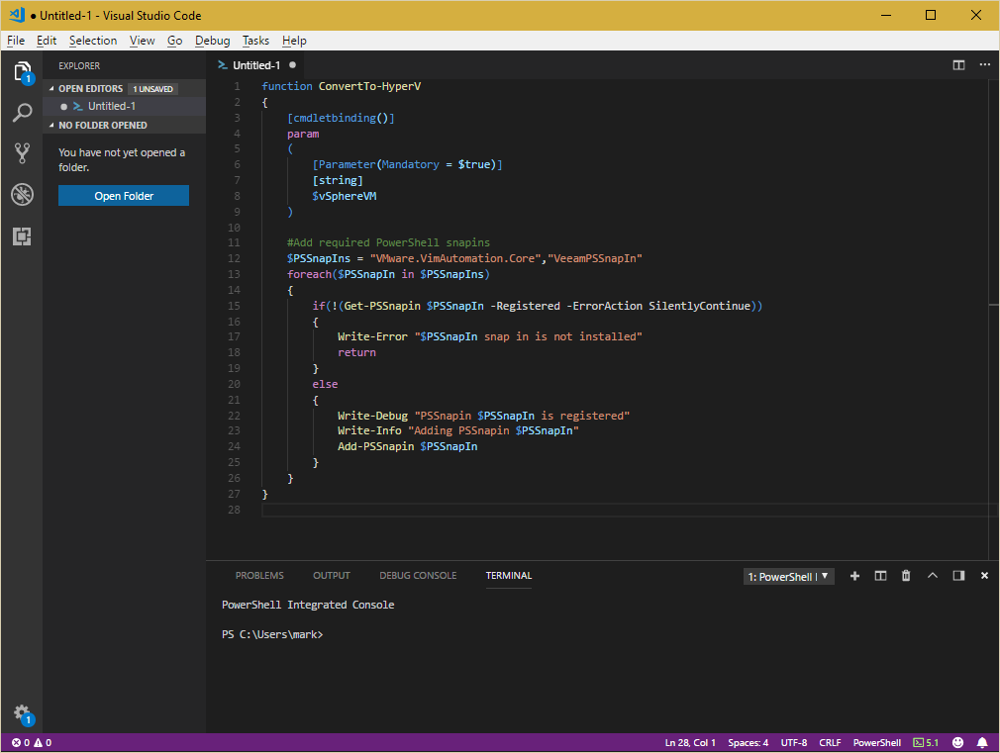 ● Untitled-1 - Visual Studio Code
File Edit Selection View Go Debug Tasks Help
EXPLORER
OPEN EDITORS 1 UNSAVED
● Untitled-1
NO FOLDER OPENED
You have not yet opened a
folder.
Open Folder
1
1
Untitled-1 ●
1 function ConvertTo-HyperV
2 {
3 [cmdletbinding()]
4 param
5 (
6 [Parameter(Mandatory = $true)]
7 [string]
8 $vSphereVM
9 )
10
11 #Add required PowerShell snapins
12 $PSSnapIns = "VMware.VimAutomation.Core","VeeamPSSnapIn"
13 foreach($PSSnapIn in $PSSnapIns)
14 {
15 if(!(Get-PSSnapin $PSSnapIn -Registered -ErrorAction SilentlyContinue))
16 {
17 Write-Error "$PSSnapIn snap in is not installed"
18 return
19 }
20 else
21 {
22 Write-Debug "PSSnapin $PSSnapIn is registered"
23 Write-Info "Adding PSSnapin $PSSnapIn"
24 Add-PSSnapin $PSSnapIn
25 }
26 }
27 }
28
PROBLEMS OUTPUT DEBUG CONSOLE TERMINAL 1: PowerShell I
PowerShell Integrated Console
PS C:\Users\mark>
0 0 Ln 28, Col 1 Spaces: 4 UTF-8 CRLF PowerShell 5.1